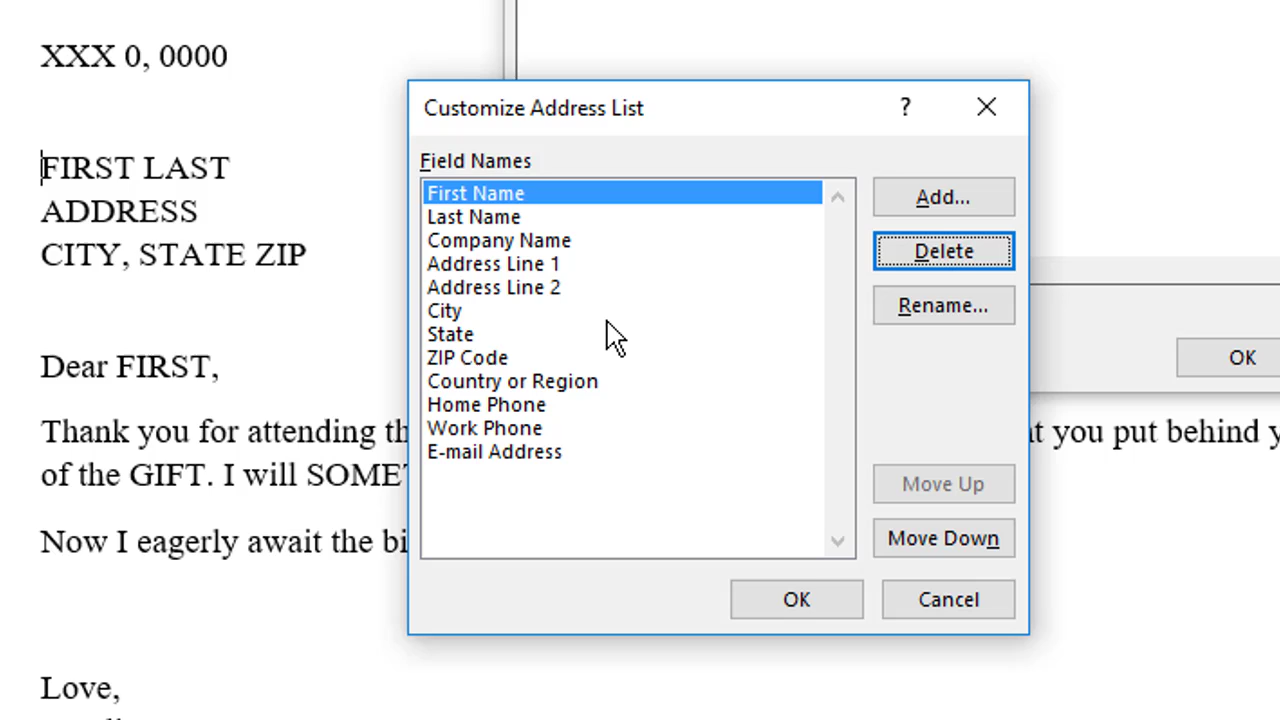 XXX 0, 0000
FIRST LAST
ADDRESS
CITY, STATE ZIP
Dear FIRST,
Thank you for attending
you put behind
of the GIFT. I will
Now I eagerly await the
Love,
Customize Address List
?
Field Names
First Name
Last Name
Company Name
Address Line 1
Address Line 2
City
State
ZIP Code
Country or Region
Home Phone
Work Phone
E-mail Address
Add...
Delete
Rename...
Move Up
Move Down
OK
Cancel
OK